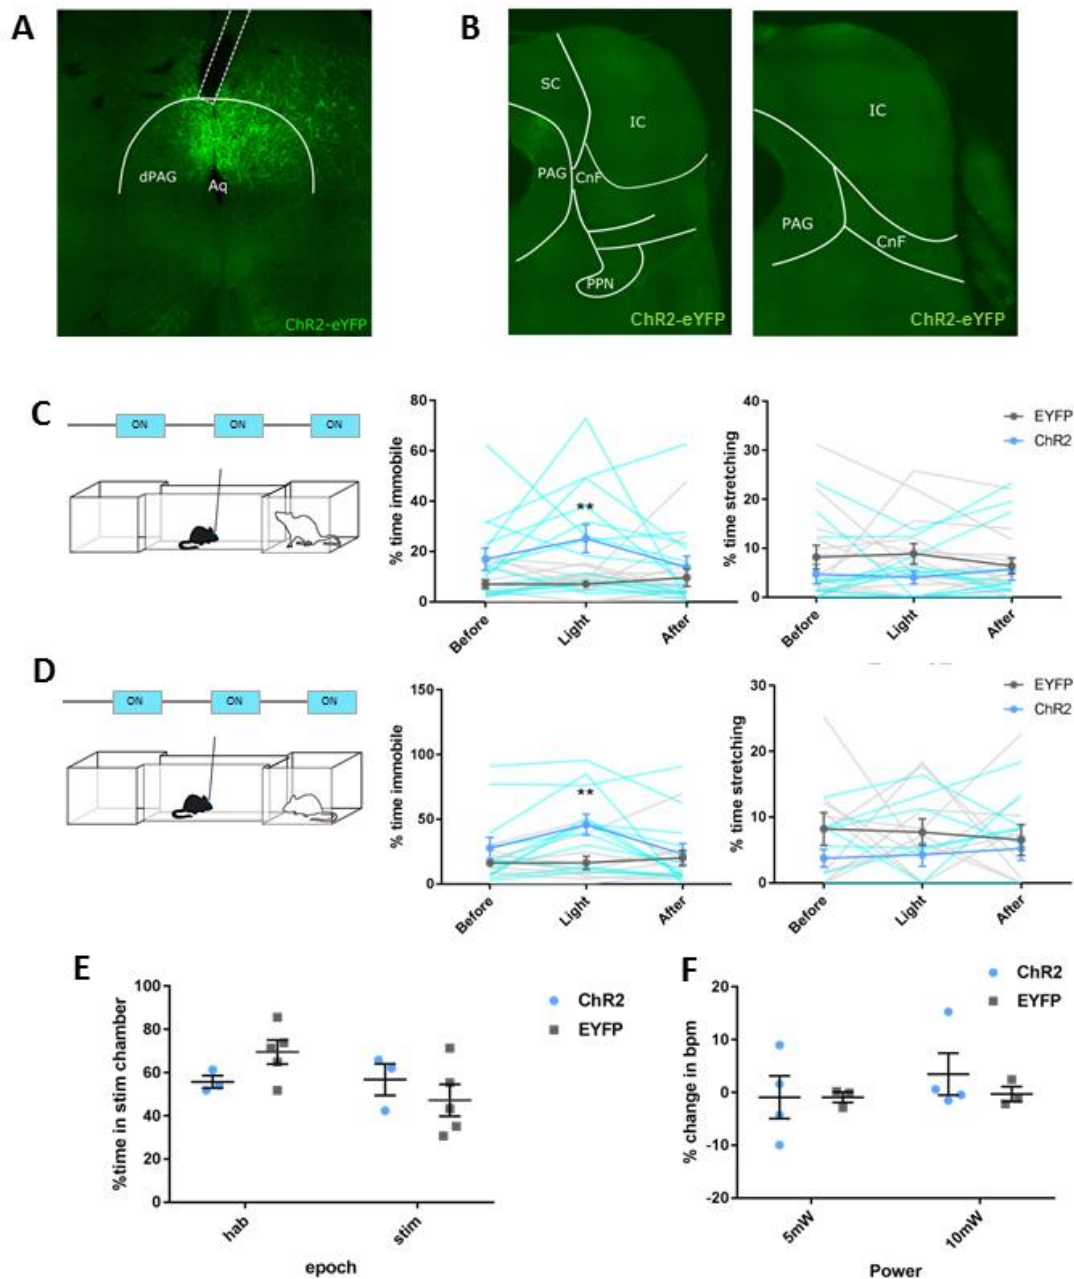 A
dPAG
Aq
ChR2-eYFP
B
SC
IC
PAG
CnF
PPN
ChR2-eYFP
IC
PAG
CnF
ChR2-eYFP
C
ON
ON
ON
% time immobile
80
60
40
20
0
**
Before
Light
After
% time stretching
40
30
20
10
0
Before
Light
After
EYFP
ChR2
D
ON
ON
ON
% time immobile
150
100
50
0
**
Before
Light
After
% time stretching
30
20
10
0
Before
Light
After
EYFP
ChR2
E
%time in stim chamber
100
80
60
40
20
0
hab
stim
epoch
ChR2
EYFP
F
% change in bpm
20
10
0
-10
-20
5mW
10mW
Power
ChR2
EYFP